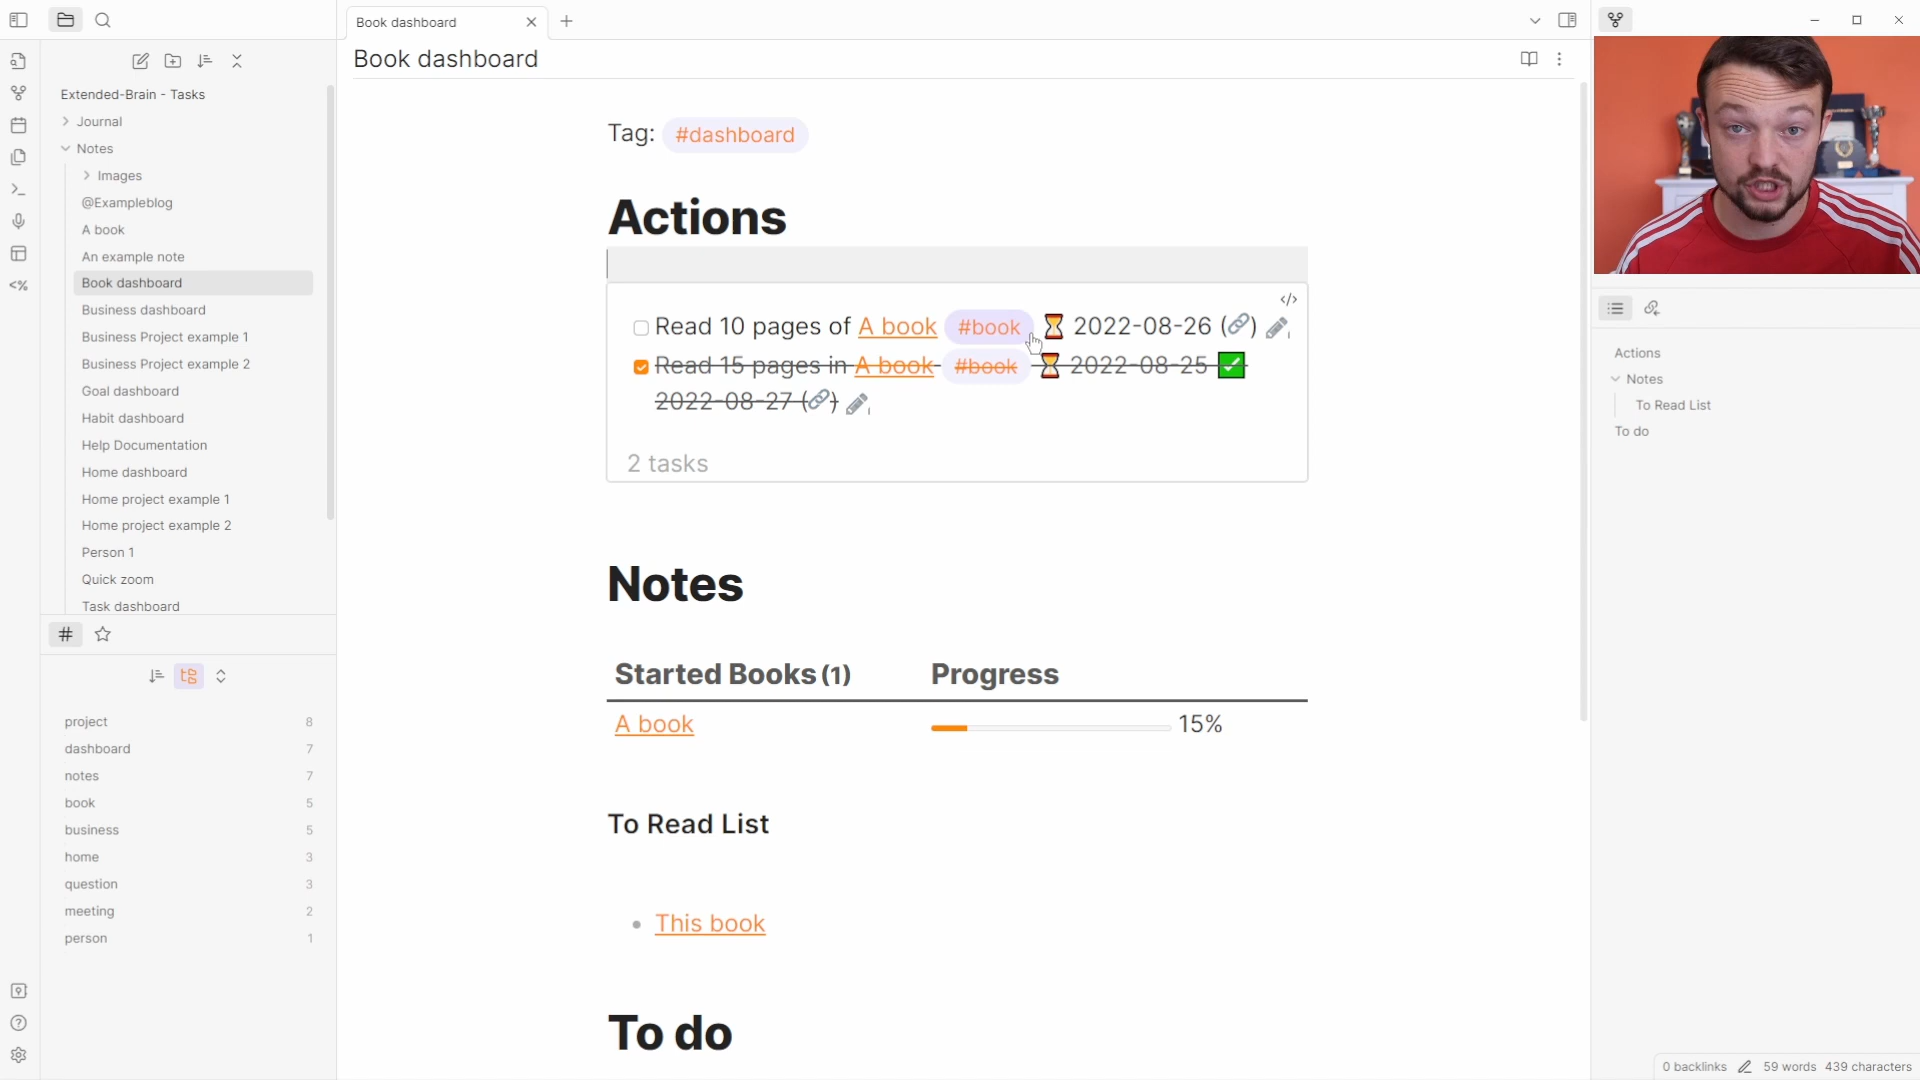 Book dashboard
Book dashboard
Extended-Brain - Tasks
Journal
Notes
Images
@Exampleblog
A book
An example note
Book dashboard
Business dashboard
Business Project example 1
Business Project example 2
Goal dashboard
Habit dashboard
Help Documentation
Home dashboard
Home project example 1
Home project example 2
Person 1
Quick zoom
Task dashboard
project 8
dashboard 7
notes 7
book 5
business 5
home 3
question 3
meeting 2
person 1
Tag: #dashboard
Actions
Read 10 pages of A book #book ⏳ 2022-08-26 (🔗)
Read 15 pages in A book #book ⏳ 2022-08-25 ✅
2022-08-27 (🔗)
2 tasks
Notes
Started Books (1) Progress
A book 15%
To Read List
This book
To do
Actions
Notes
To Read List
To do
0 backlinks 59 words 439 characters